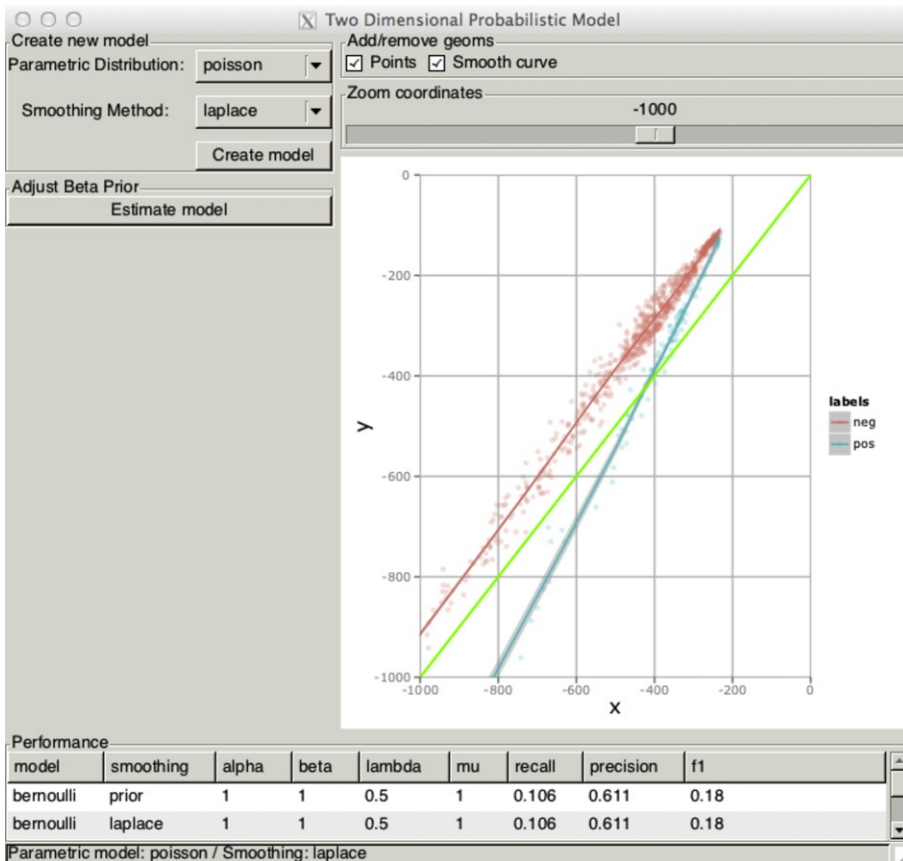 Two Dimensional Probabilistic Model
Create new model
Parametric Distribution: poisson
Smoothing Method: laplace
Create model
Adjust Beta Prior
Estimate model
Add/remove geoms
Points Smooth curve
Zoom coordinates
-1000
0
-200
-400
-600
-800
-1000
y
-1000 -800 -600 -400 -200 0
x
labels
neg
pos
Performance
model smoothing alpha beta lambda mu recall precision f1
bernoulli prior 1 1 0.5 1 0.106 0.611 0.18
bernoulli laplace 1 1 0.5 1 0.106 0.611 0.18
Parametric model: poisson / Smoothing: laplace